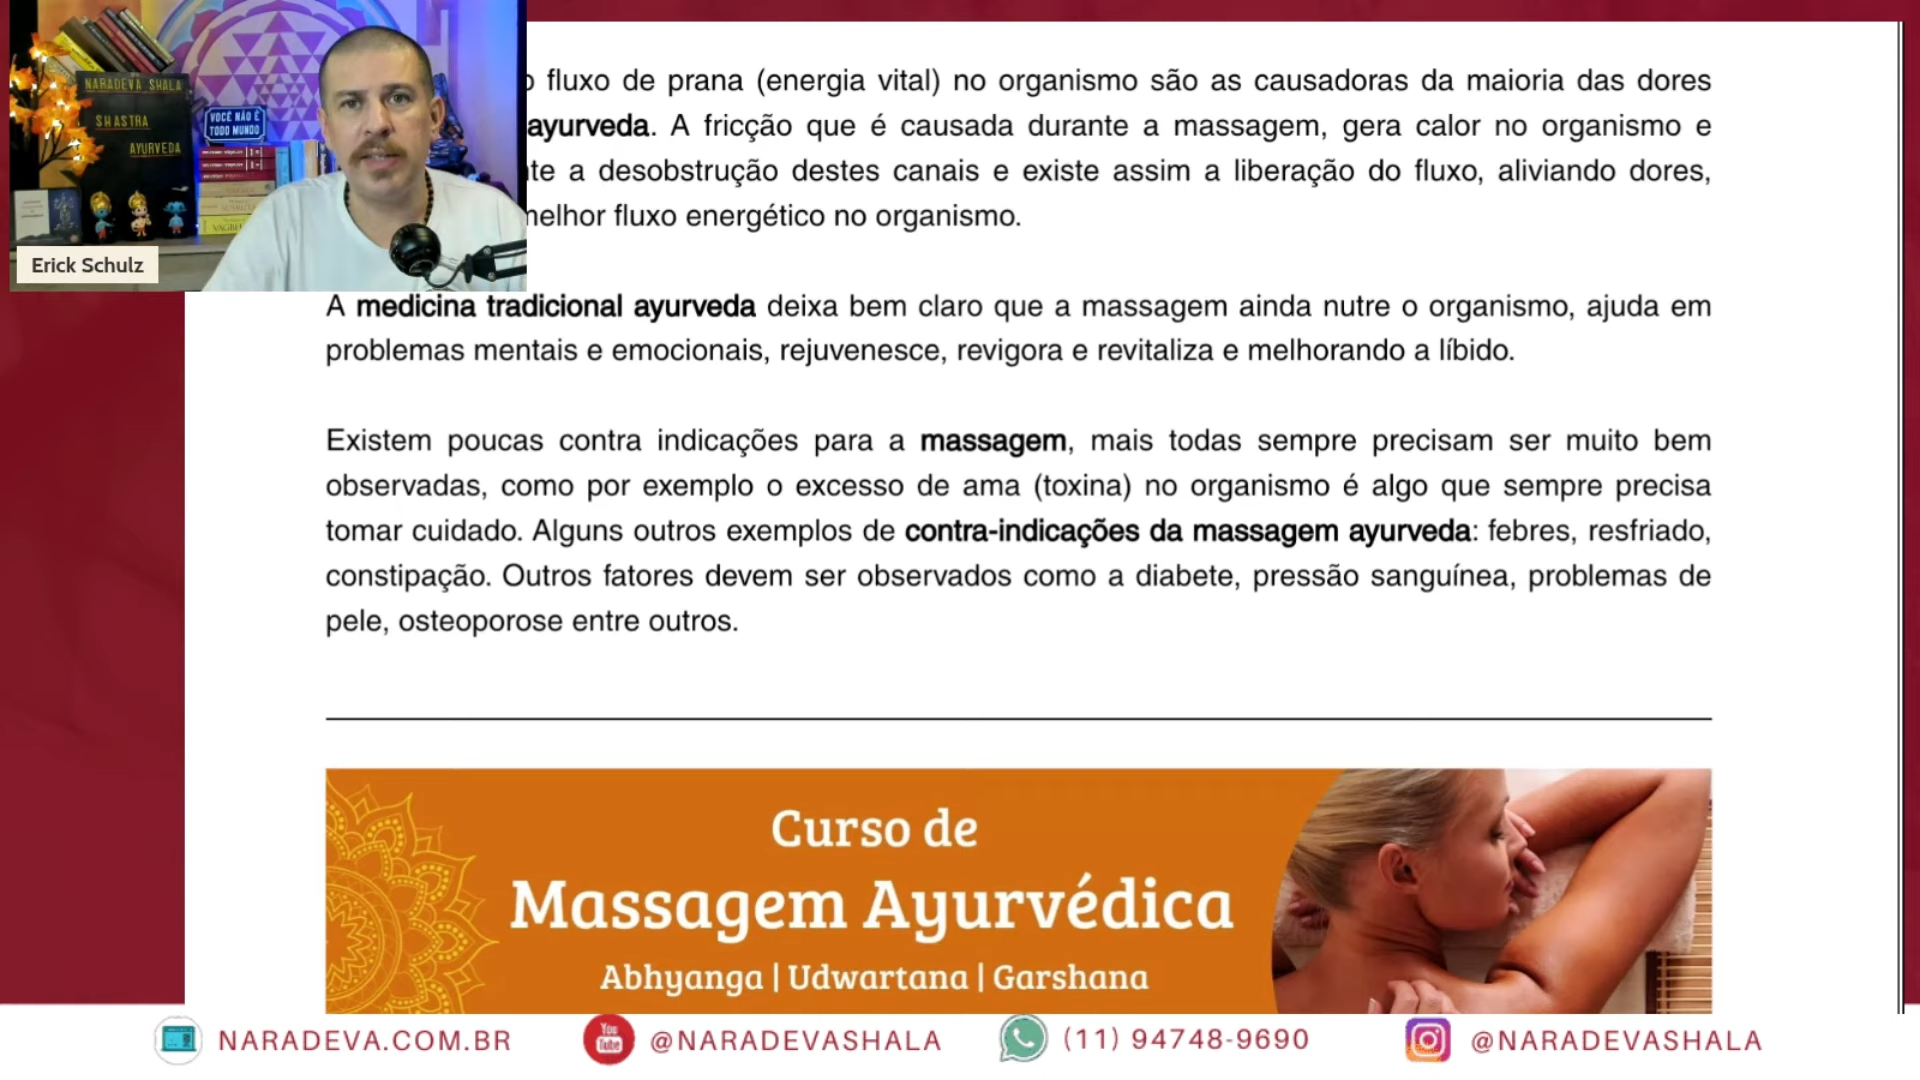 NARADEVA SHALA
SHASTRA
AYURVEDA
VOCÊ NÃO É
TODO MUNDO
Erick Schulz
o fluxo de prana (energia vital) no organismo são as causadoras da maioria das dores
ayurveda. A fricção que é causada durante a massagem, gera calor no organismo e
te a desobstrução destes canais e existe assim a liberação do fluxo, aliviando dores,
melhor fluxo energético no organismo.
A medicina tradicional ayurveda deixa bem claro que a massagem ainda nutre o organismo, ajuda em
problemas mentais e emocionais, rejuvenesce, revigora e revitaliza e melhorando a líbido.
Existem poucas contra indicações para a massagem, mais todas sempre precisam ser muito bem
observadas, como por exemplo o excesso de ama (toxina) no organismo é algo que sempre precisa
tomar cuidado. Alguns outros exemplos de contra-indicações da massagem ayurveda: febres, resfriado,
constipação. Outros fatores devem ser observados como a diabete, pressão sanguínea, problemas de
pele, osteoporose entre outros.
Curso de
Massagem Ayurvédica
Abhyanga | Udwartana | Garshana
NARADEVA.COM.BR
You
Tube
@NARADEVASHALA
(11) 94748-9690
@NARADEVASHALA